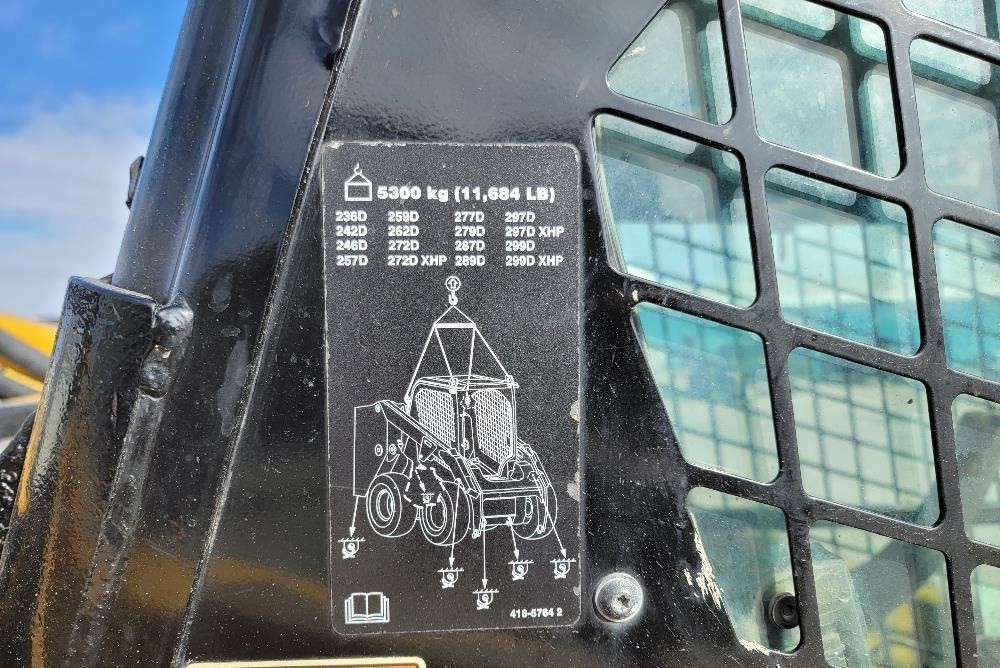 5300 kg (11,684 LB)
236D 259D 277D 297D
242D 262D 279D 297D XHP
246D 272D 287D 299D
257D 272D XHP 289D 299D XHP
418-5764 2